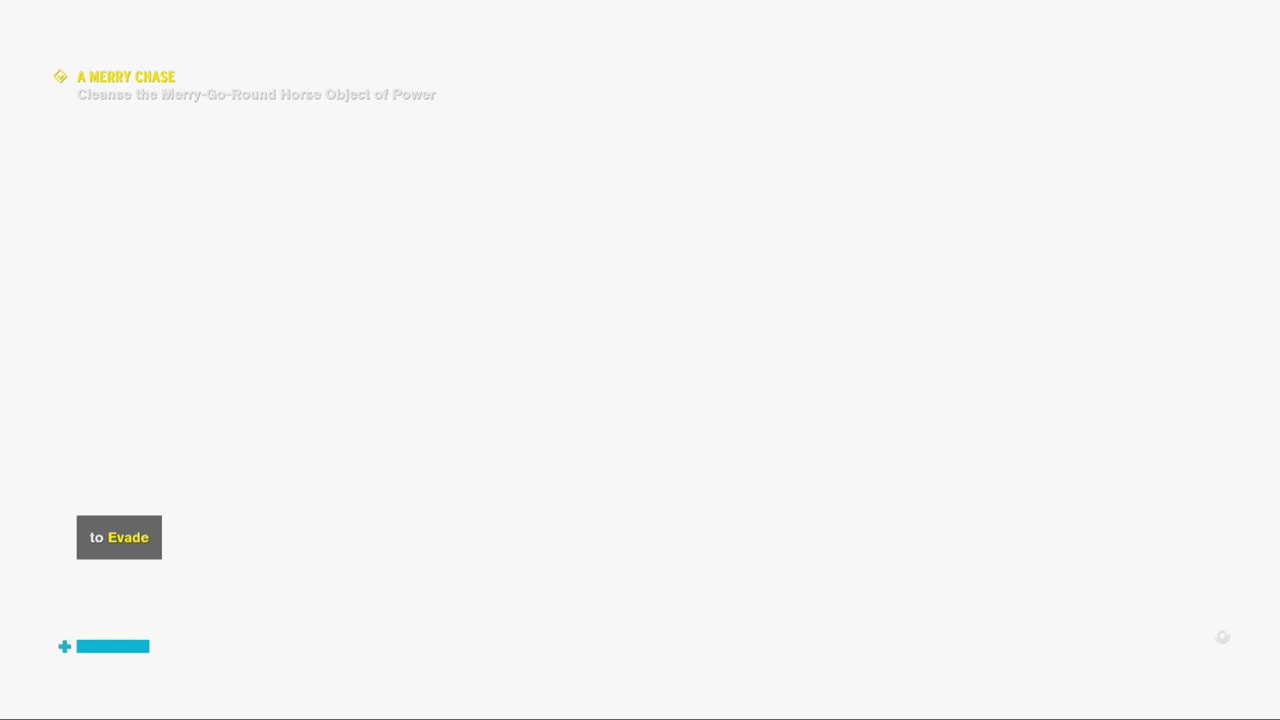 A MERRY CHASE
Cleanse the Merry-Go-Round Horse Object of Power
to Evade